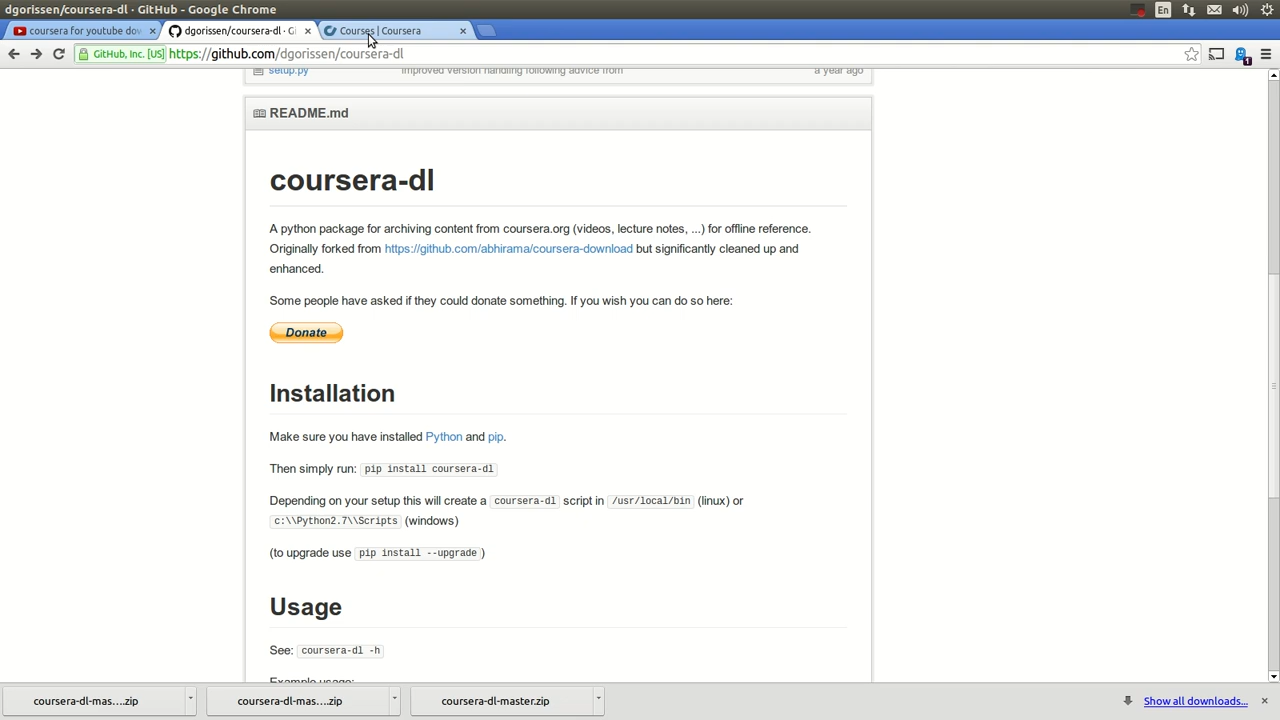 dgorissen/coursera-dl · GitHub - Google Chrome
En
coursera for youtube dov
dgorissen/coursera-dl · Gi
Courses | Coursera
GitHub, Inc. [US]
https://github.com/dgorissen/coursera-dl
setup.py
Improved version handling following advice from
a year ago
README.md
coursera-dl
A python package for archiving content from coursera.org (videos, lecture notes, ...) for offline reference.
Originally forked from https://github.com/abhirama/coursera-download but significantly cleaned up and
enhanced.
Some people have asked if they could donate something. If you wish you can do so here:
Donate
Installation
Make sure you have installed Python and pip.
Then simply run: pip install coursera-dl
Depending on your setup this will create a coursera-dl script in /usr/local/bin (linux) or
c:\\Python2.7\\Scripts (windows)
(to upgrade use pip install --upgrade)
Usage
See: coursera-dl -h
Example usage:
coursera-dl-mas....zip
coursera-dl-mas....zip
coursera-dl-master.zip
Show all downloads...